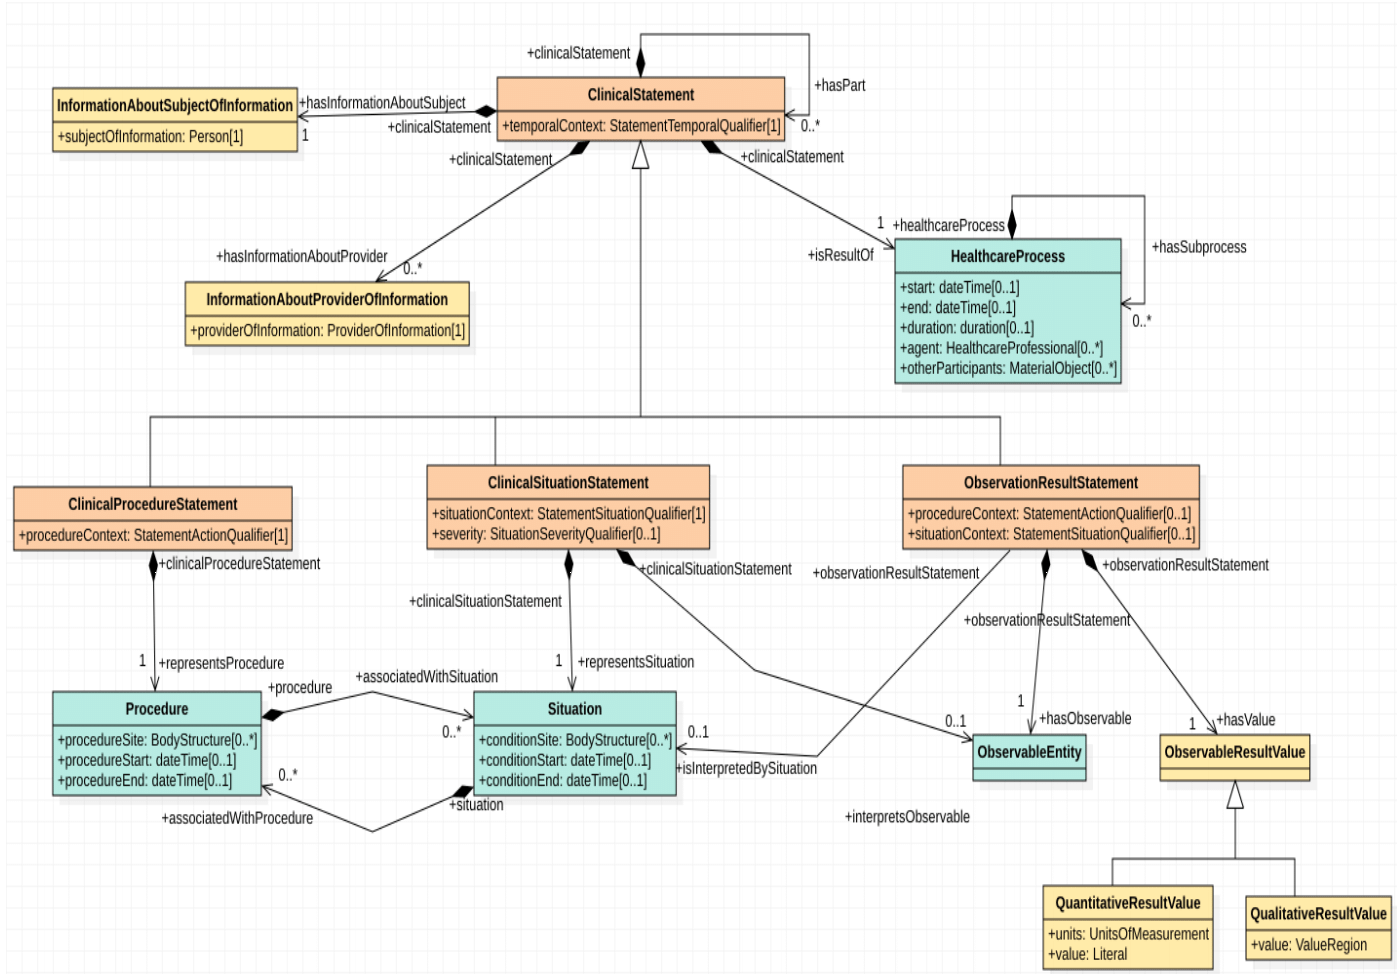 +clinicalStatement
+hasPart
0..*
ClinicalStatement
+temporalContext: StatementTemporalQualifier[1]
InformationAboutSubjectOfInformation
+subjectOfInformation: Person[1]
+hasInformationAboutSubject
1
+clinicalStatement
+clinicalStatement
+clinicalStatement
+hasInformationAboutProvider
0..*
InformationAboutProviderOfInformation
+providerOfInformation: ProviderOfInformation[1]
1
+isResultOf
+healthcareProcess
+hasSubprocess
0..*
HealthcareProcess
+start: dateTime[0..1]
+end: dateTime[0..1]
+duration: duration[0..1]
+agent: HealthcareProfessional[0..*]
+otherParticipants: MaterialObject[0..*]
ClinicalProcedureStatement
+procedureContext: StatementActionQualifier[1]
ClinicalSituationStatement
+situationContext: StatementSituationQualifier[1]
+severity: SituationSeverityQualifier[0..1]
ObservationResultStatement
+procedureContext: StatementActionQualifier[0..1]
+situationContext: StatementSituationQualifier[0..1]
+clinicalProcedureStatement
+clinicalSituationStatement
+clinicalSituationStatement
+observationResultStatement
+observationResultStatement
+observationResultStatement
1
+representsProcedure
1
+representsSituation
+procedure
+associatedWithSituation
0..*
Procedure
+procedureSite: BodyStructure[0..*]
+procedureStart: dateTime[0..1]
+procedureEnd: dateTime[0..1]
0..*
+associatedWithProcedure
Situation
+conditionSite: BodyStructure[0..*]
+conditionStart: dateTime[0..1]
+conditionEnd: dateTime[0..1]
+situation
0..1
+isInterpretedBySituation
0..1
1
+hasObservable
1
+hasValue
ObservableEntity
ObservableResultValue
+interpretsObservable
QuantitativeResultValue
+units: UnitsOfMeasurement
+value: Literal
QualitativeResultValue
+value: ValueRegion